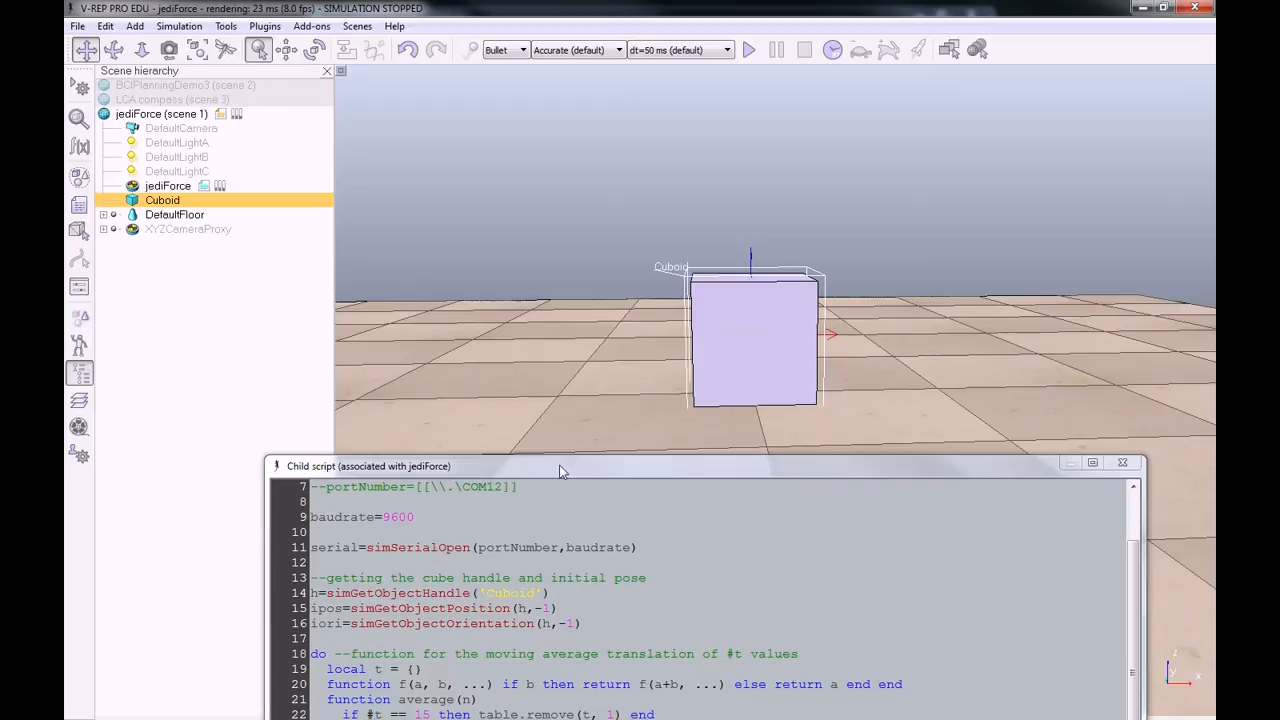 V-REP PRO EDU - jediForce - rendering: 23 ms (8.0 fps) - SIMULATION STOPPED
File Edit Add Simulation Tools Plugins Add-ons Scenes Help
Bullet Accurate (default) dt=50 ms (default)
Scene hierarchy
BCIPlanningDemo3 (scene 2)
LCA compass (scene 3)
jediForce (scene 1)
DefaultCamera
DefaultLightA
DefaultLightB
DefaultLightC
jediForce
Cuboid
DefaultFloor
XYZCameraProxy
f(x)
Cuboid
Child script (associated with jediForce)
7 --portNumber=[[\\.\COM12]]
8
9 baudrate=9600
10
11 serial=simSerialOpen(portNumber,baudrate)
12
13 --getting the cube handle and initial pose
14 h=simGetObjectHandle('Cuboid')
15 ipos=simGetObjectPosition(h,-1)
16 iori=simGetObjectOrientation(h,-1)
17
18 do --function for the moving average translation of #t values
19 local t = {}
20 function f(a, b, ...) if b then return f(a+b, ...) else return a end end
21 function average(n)
22 if #t == 15 then table.remove(t, 1) end
z
y
x